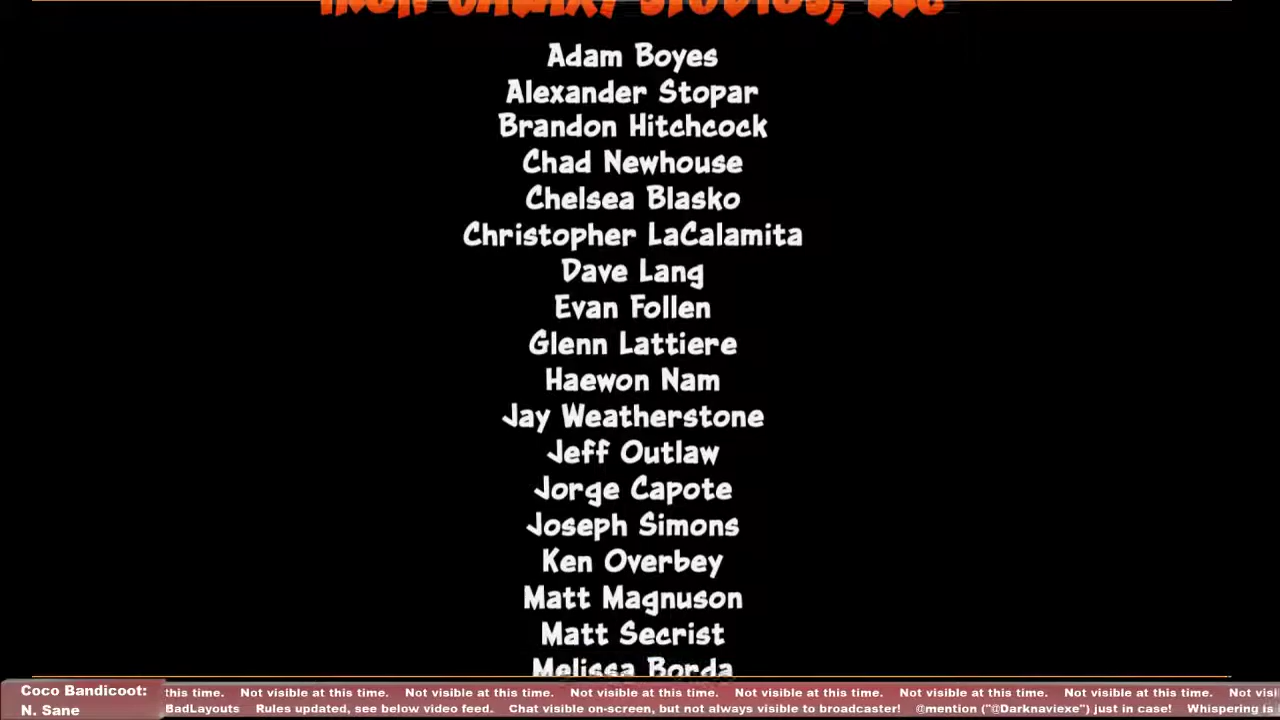 IRON GALAXY STUDIOS, LLC
Adam Boyes
Alexander Stopar
Brandon Hitchcock
Chad Newhouse
Chelsea Blasko
Christopher LaCalamita
Dave Lang
Evan Follen
Glenn Lattiere
Haewon Nam
Jay Weatherstone
Jeff Outlaw
Jorge Capote
Joseph Simons
Ken Overbey
Matt Magnuson
Matt Secrist
Melissa Borda
Coco Bandicoot:
N. Sane
this time. Not visible at this time. Not visible at this time. Not visible at this time. Not visible at this time. Not visible at this time. Not visible at this time. Not
BadLayouts Rules updated, see below video feed. Chat visible on-screen, but not always visible to broadcaster! @mention ("@Darknaviexe") just in case! Whispering is